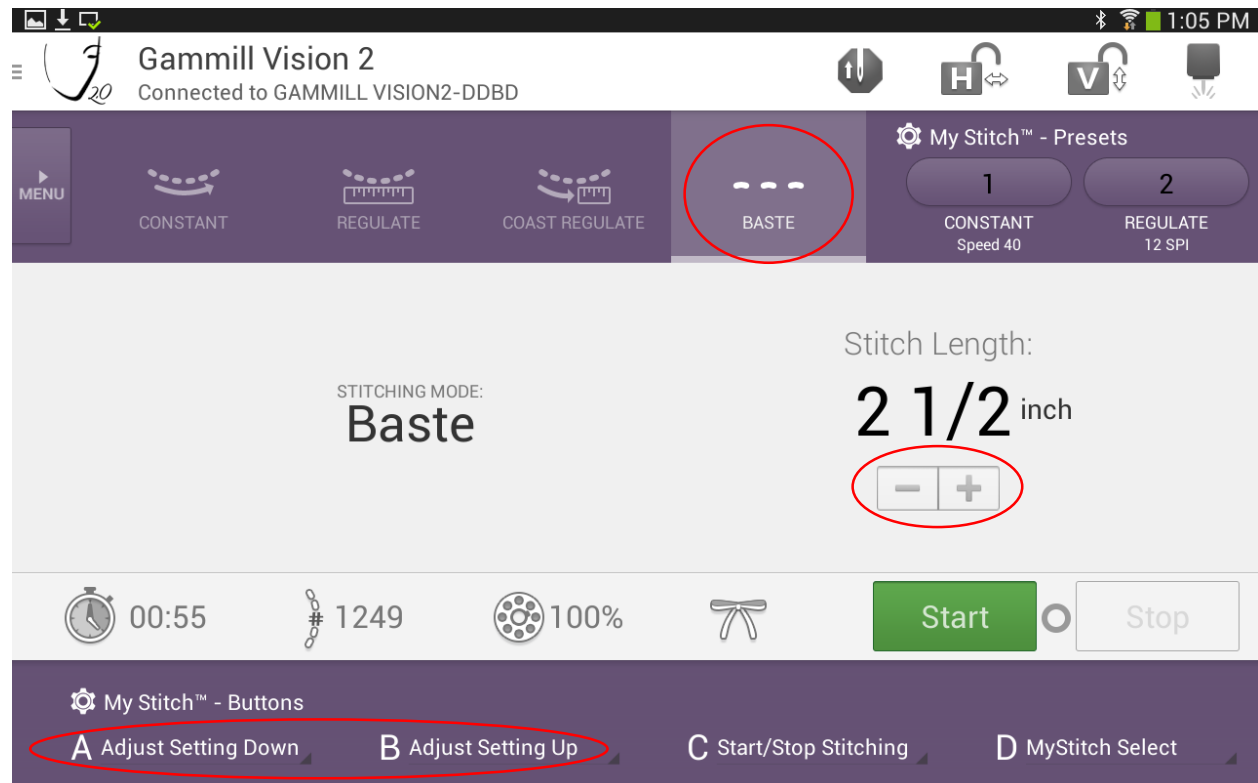 1:05 PM
20
Gammill Vision 2
Connected to GAMMILL VISION2-DDBD
H
V
MENU
CONSTANT
REGULATE
COAST REGULATE
BASTE
My Stitch™ - Presets
1
2
CONSTANT
REGULATE
Speed 40
12 SPI
STITCHING MODE:
Baste
Stitch Length:
2 1/2 inch
- +
00:55
# 1249
100%
Start
Stop
My Stitch™ - Buttons
A Adjust Setting Down
B Adjust Setting Up
C Start/Stop Stitching
D MyStitch Select